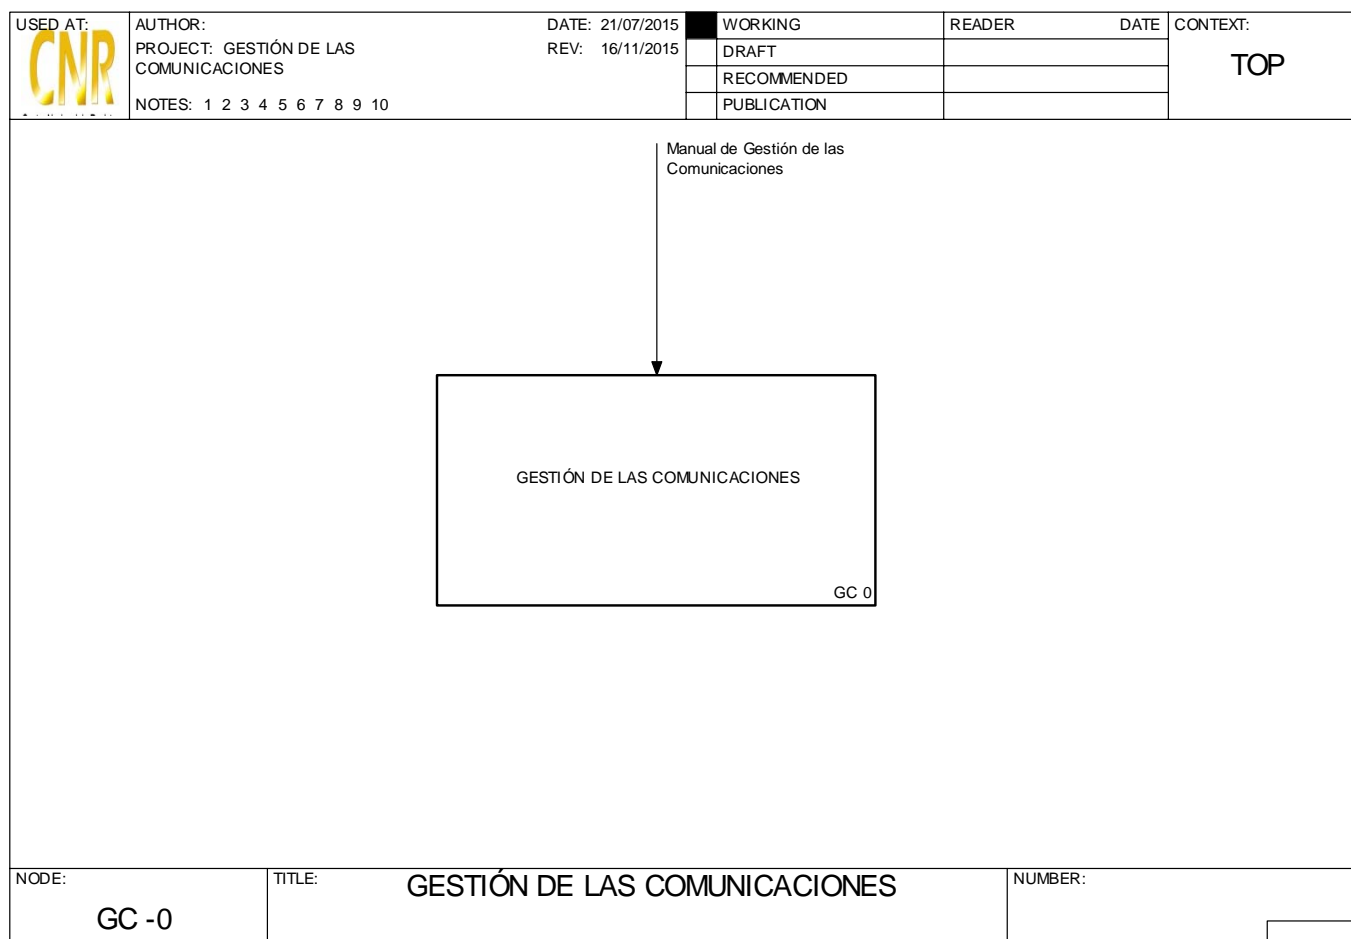 USED AT:
CNR
AUTHOR:
DATE: 21/07/2015
PROJECT: GESTIÓN DE LAS
COMUNICACIONES
REV: 16/11/2015
NOTES: 1 2 3 4 5 6 7 8 9 10
WORKING
DRAFT
RECOMMENDED
PUBLICATION
READER DATE
CONTEXT:
TOP
Manual de Gestión de las
Comunicaciones
GESTIÓN DE LAS COMUNICACIONES
GC 0
NODE:
GC -0
TITLE:
GESTIÓN DE LAS COMUNICACIONES
NUMBER: